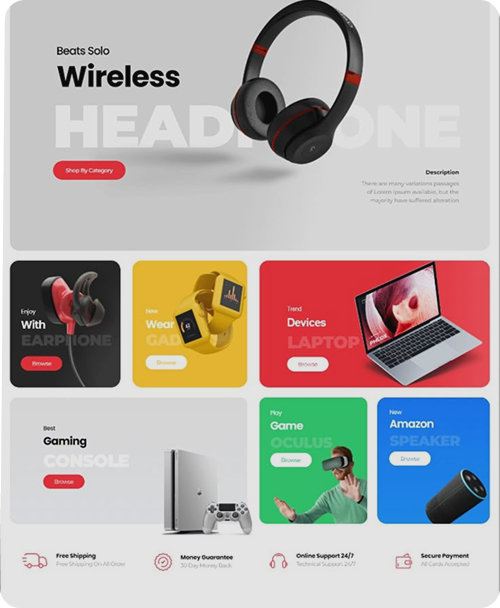 Beats Solo
Wireless
HEADPHONE
Shop By Category
Description
There are many variations passages
of Lorem Ipsum available, but the
majority have suffered alteration
Enjoy
With
EARPHONE
Browse
New
Wear
GAD
Browse
Trend
Devices
LAPTOP
Browse
Best
Gaming
CONSOLE
Browse
Play
Game
OCULUS
Browse
New
Amazon
SPEAKER
Browse
Free Shipping
Free Shipping On All Order
Money Guarantee
30 Day Money Back
Online Support 24/7
Technical Support 24/7
Secure Payment
All Cards Accepted